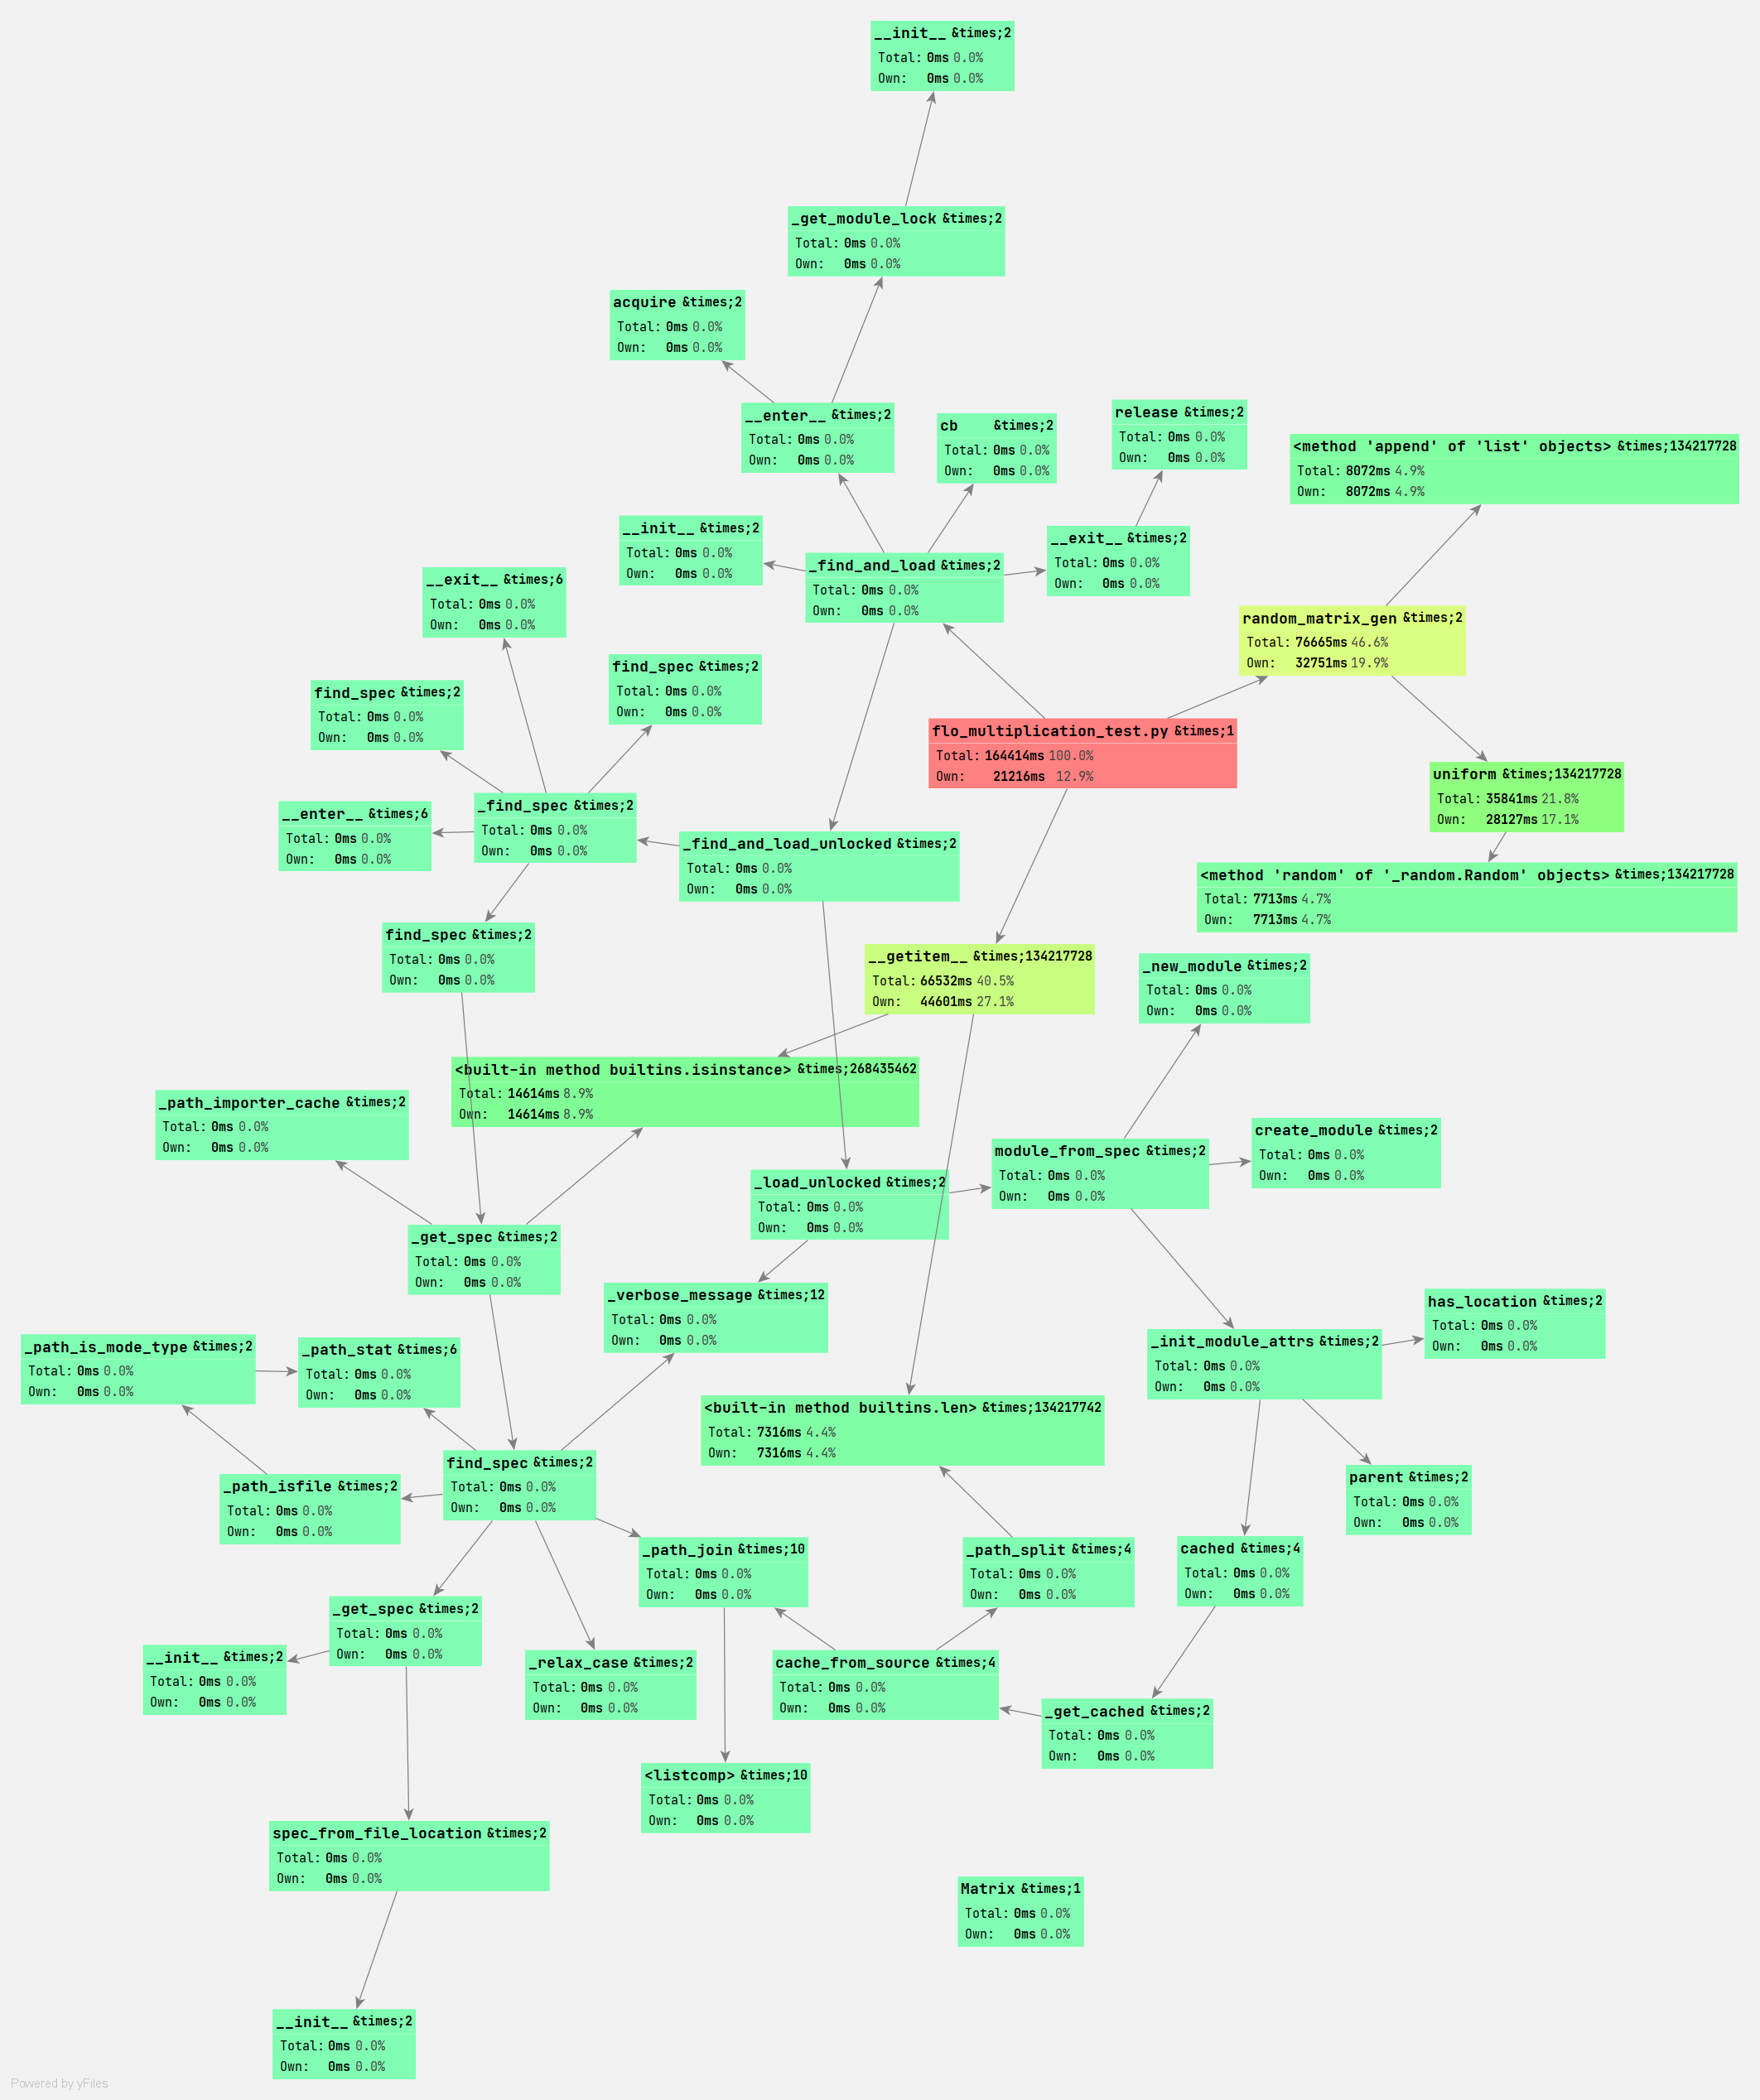 __init__ &times;2
Total: 0ms 0.0%
Own: 0ms 0.0%
_get_module_lock &times;2
Total: 0ms 0.0%
Own: 0ms 0.0%
acquire &times;2
Total: 0ms 0.0%
Own: 0ms 0.0%
__enter__ &times;2
Total: 0ms 0.0%
Own: 0ms 0.0%
cb &times;2
Total: 0ms 0.0%
Own: 0ms 0.0%
release &times;2
Total: 0ms 0.0%
Own: 0ms 0.0%
<method 'append' of 'list' objects> &times;134217728
Total: 8072ms 4.9%
Own: 8072ms 4.9%
__init__ &times;2
Total: 0ms 0.0%
Own: 0ms 0.0%
__exit__ &times;2
Total: 0ms 0.0%
Own: 0ms 0.0%
_find_and_load &times;2
Total: 0ms 0.0%
Own: 0ms 0.0%
__exit__ &times;6
Total: 0ms 0.0%
Own: 0ms 0.0%
random_matrix_gen &times;2
Total: 76665ms 46.6%
Own: 32751ms 19.9%
find_spec &times;2
Total: 0ms 0.0%
Own: 0ms 0.0%
find_spec &times;2
Total: 0ms 0.0%
Own: 0ms 0.0%
flo_multiplication_test.py &times;1
Total: 164414ms 100.0%
Own: 21216ms 12.9%
uniform &times;134217728
Total: 35841ms 21.8%
Own: 28127ms 17.1%
_find_spec &times;2
Total: 0ms 0.0%
Own: 0ms 0.0%
__enter__ &times;6
Total: 0ms 0.0%
Own: 0ms 0.0%
_find_and_load_unlocked &times;2
Total: 0ms 0.0%
Own: 0ms 0.0%
<method 'random' of '_random.Random' objects> &times;134217728
Total: 7713ms 4.7%
Own: 7713ms 4.7%
find_spec &times;2
Total: 0ms 0.0%
Own: 0ms 0.0%
__getitem__ &times;134217728
Total: 66532ms 40.5%
Own: 44601ms 27.1%
_new_module &times;2
Total: 0ms 0.0%
Own: 0ms 0.0%
<built-in method builtins.isinstance> &times;268435462
Total: 14614ms 8.9%
Own: 14614ms 8.9%
_path_importer_cache &times;2
Total: 0ms 0.0%
Own: 0ms 0.0%
create_module &times;2
Total: 0ms 0.0%
Own: 0ms 0.0%
module_from_spec &times;2
Total: 0ms 0.0%
Own: 0ms 0.0%
_load_unlocked &times;2
Total: 0ms 0.0%
Own: 0ms 0.0%
_get_spec &times;2
Total: 0ms 0.0%
Own: 0ms 0.0%
_verbose_message &times;12
Total: 0ms 0.0%
Own: 0ms 0.0%
has_location &times;2
Total: 0ms 0.0%
Own: 0ms 0.0%
_init_module_attrs &times;2
Total: 0ms 0.0%
Own: 0ms 0.0%
_path_is_mode_type &times;2
Total: 0ms 0.0%
Own: 0ms 0.0%
_path_stat &times;6
Total: 0ms 0.0%
Own: 0ms 0.0%
<built-in method builtins.len> &times;134217742
Total: 7316ms 4.4%
Own: 7316ms 4.4%
find_spec &times;2
Total: 0ms 0.0%
Own: 0ms 0.0%
parent &times;2
Total: 0ms 0.0%
Own: 0ms 0.0%
_path_isfile &times;2
Total: 0ms 0.0%
Own: 0ms 0.0%
_path_join &times;10
Total: 0ms 0.0%
Own: 0ms 0.0%
_path_split &times;4
Total: 0ms 0.0%
Own: 0ms 0.0%
cached &times;4
Total: 0ms 0.0%
Own: 0ms 0.0%
_get_spec &times;2
Total: 0ms 0.0%
Own: 0ms 0.0%
__init__ &times;2
Total: 0ms 0.0%
Own: 0ms 0.0%
_relax_case &times;2
Total: 0ms 0.0%
Own: 0ms 0.0%
cache_from_source &times;4
Total: 0ms 0.0%
Own: 0ms 0.0%
_get_cached &times;2
Total: 0ms 0.0%
Own: 0ms 0.0%
<listcomp> &times;10
Total: 0ms 0.0%
Own: 0ms 0.0%
spec_from_file_location &times;2
Total: 0ms 0.0%
Own: 0ms 0.0%
Matrix &times;1
Total: 0ms 0.0%
Own: 0ms 0.0%
__init__ &times;2
Total: 0ms 0.0%
Own: 0ms 0.0%
Powered by yFiles